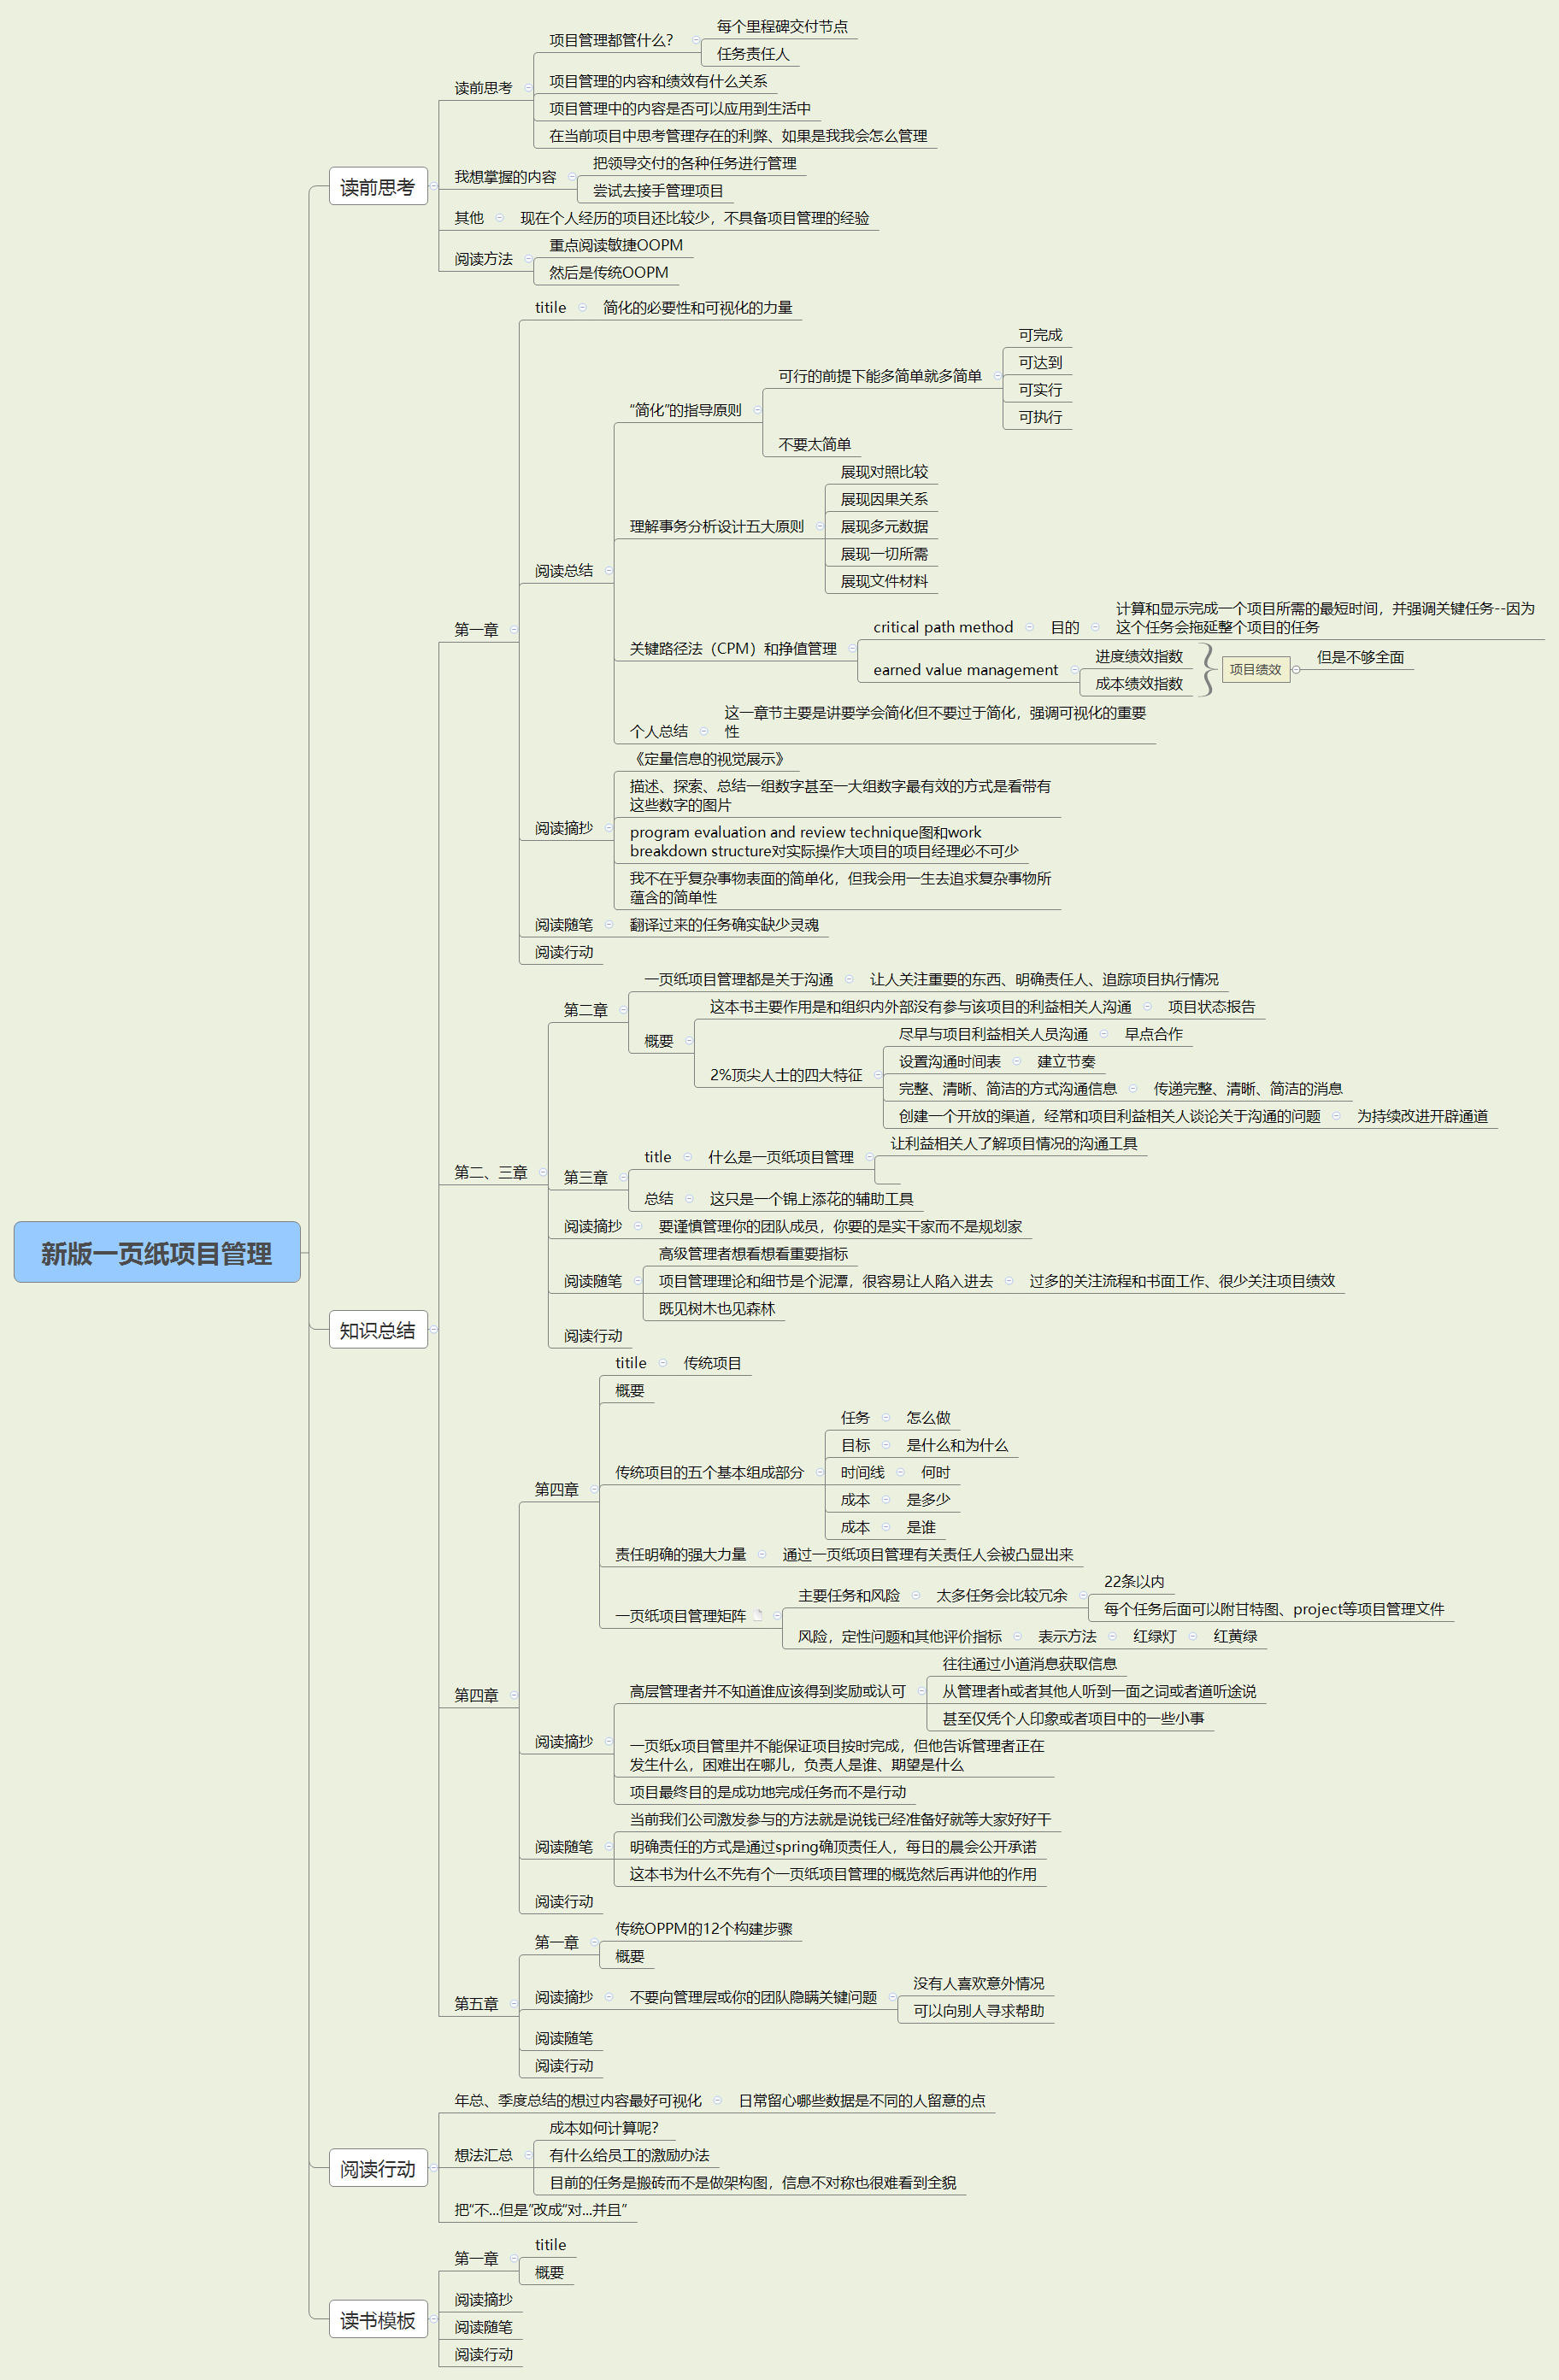 新版一页纸项目管理
读前思考
读前思考
项目管理都管什么？
每个里程碑交付节点
任务责任人
项目管理的内容和绩效有什么关系
项目管理中的内容是否可以应用到生活中
在当前项目中思考管理存在的利弊、如果是我我会怎么管理
我想掌握的内容
把领导交付的各种任务进行管理
尝试去接手管理项目
其他
现在个人经历的项目还比较少，不具备项目管理的经验
阅读方法
重点阅读敏捷OOPM
然后是传统OOPM
知识总结
第一章
titile
简化的必要性和可视化的力量
阅读总结
“简化”的指导原则
可行的前提下能多简单就多简单
可完成
可达到
可实行
可执行
不要太简单
理解事务分析设计五大原则
展现对照比较
展现因果关系
展现多元数据
展现一切所需
展现文件材料
关键路径法（CPM）和挣值管理
critical path method
目的
计算和显示完成一个项目所需的最短时间，并强调关键任务--因为
这个任务会拖延整个项目的任务
earned value management
进度绩效指数
成本绩效指数
项目绩效
但是不够全面
个人总结
这一章节主要是讲要学会简化但不要过于简化，强调可视化的重要
性
阅读摘抄
《定量信息的视觉展示》
描述、探索、总结一组数字甚至一大组数字最有效的方式是看带有
这些数字的图片
program evaluation and review technique图和work
breakdown structure对实际操作大项目的项目经理必不可少
我不在乎复杂事物表面的简单化，但我会用一生去追求复杂事物所
蕴含的简单性
阅读随笔
翻译过来的任务确实缺少灵魂
阅读行动
第二、三章
第二章
一页纸项目管理都是关于沟通
让人关注重要的东西、明确责任人、追踪项目执行情况
概要
这本书主要作用是和组织内外部没有参与该项目的利益相关人沟通
项目状态报告
2%顶尖人士的四大特征
尽早与项目利益相关人员沟通
早点合作
设置沟通时间表
建立节奏
完整、清晰、简洁的方式沟通信息
传递完整、清晰、简洁的消息
创建一个开放的渠道，经常和项目利益相关人谈论关于沟通的问题
为持续改进开辟通道
第三章
title
什么是一页纸项目管理
让利益相关人了解项目情况的沟通工具
总结
这只是一个锦上添花的辅助工具
阅读摘抄
要谨慎管理你的团队成员，你要的是实干家而不是规划家
阅读随笔
高级管理者想看想看重要指标
项目管理理论和细节是个泥潭，很容易让人陷入进去
过多的关注流程和书面工作、很少关注项目绩效
既见树木也见森林
阅读行动
第四章
第四章
titile
传统项目
概要
传统项目的五个基本组成部分
任务
怎么做
目标
是什么和为什么
时间线
何时
成本
是多少
成本
是谁
责任明确的强大力量
通过一页纸项目管理有关责任人会被凸显出来
一页纸项目管理矩阵
主要任务和风险
太多任务会比较冗余
22条以内
每个任务后面可以附甘特图、project等项目管理文件
风险，定性问题和其他评价指标
表示方法
红绿灯
红黄绿
阅读摘抄
高层管理者并不知道谁应该得到奖励或认可
往往通过小道消息获取信息
从管理者h或者其他人听到一面之词或者道听途说
甚至仅凭个人印象或者项目中的一些小事
一页纸x项目管里并不能保证项目按时完成，但他告诉管理者正在
发生什么，困难出在哪儿，负责人是谁、期望是什么
项目最终目的是成功地完成任务而不是行动
阅读随笔
当前我们公司激发参与的方法就是说钱已经准备好就等大家好好干
明确责任的方式是通过spring确顶责任人，每日的晨会公开承诺
这本书为什么不先有个一页纸项目管理的概览然后再讲他的作用
阅读行动
第五章
第一章
传统OPPM的12个构建步骤
概要
阅读摘抄
不要向管理层或你的团队隐瞒关键问题
没有人喜欢意外情况
可以向别人寻求帮助
阅读随笔
阅读行动
阅读行动
年总、季度总结的想过内容最好可视化
日常留心哪些数据是不同的人留意的点
想法汇总
成本如何计算呢？
有什么给员工的激励办法
目前的任务是搬砖而不是做架构图，信息不对称也很难看到全貌
把“不...但是”改成“对...并且”
读书模板
第一章
titile
概要
阅读摘抄
阅读随笔
阅读行动